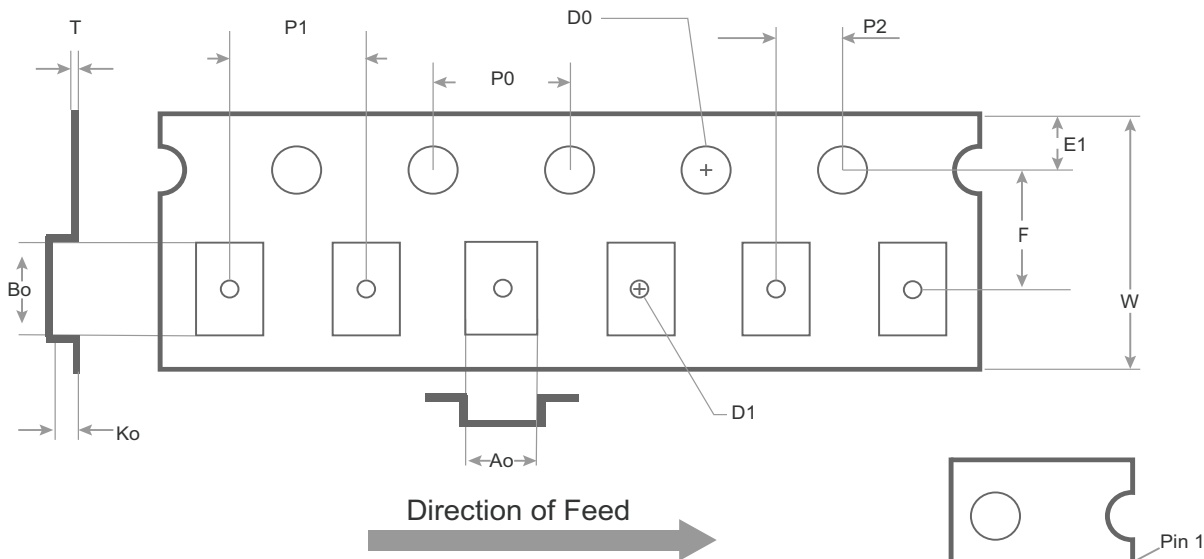 T
P1
D0
P2
P0
E1
F
Bo
W
D1
Ko
Ao
Direction of Feed
Pin 1